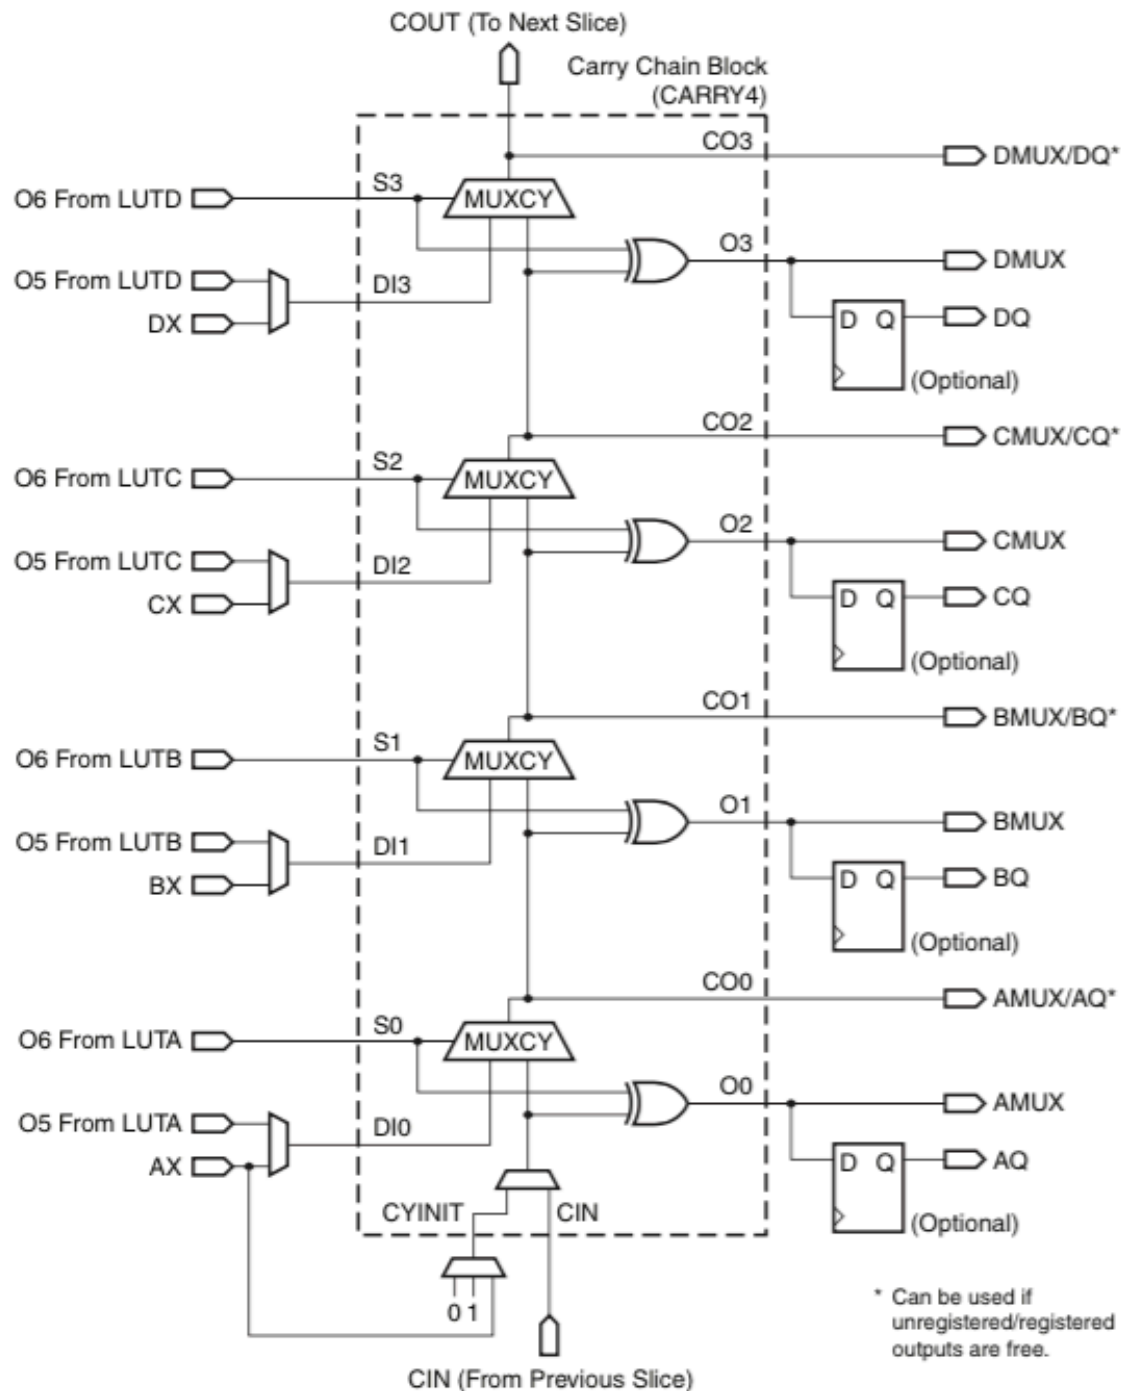 COUT (To Next Slice)
Carry Chain Block
(CARRY4)
CO3
DMUX/DQ*
O6 From LUTD
S3
MUXCY
O3
DMUX
O5 From LUTD
DI3
DX
D Q
DQ
(Optional)
CO2
CMUX/CQ*
O6 From LUTC
S2
MUXCY
O2
CMUX
O5 From LUTC
DI2
CX
D Q
CQ
(Optional)
CO1
BMUX/BQ*
O6 From LUTB
S1
MUXCY
O1
BMUX
O5 From LUTB
DI1
BX
D Q
BQ
(Optional)
CO0
AMUX/AQ*
O6 From LUTA
S0
MUXCY
O0
AMUX
O5 From LUTA
DI0
AX
D Q
AQ
(Optional)
CYINIT
CIN
0 1
* Can be used if
unregistered/registered
outputs are free.
CIN (From Previous Slice)